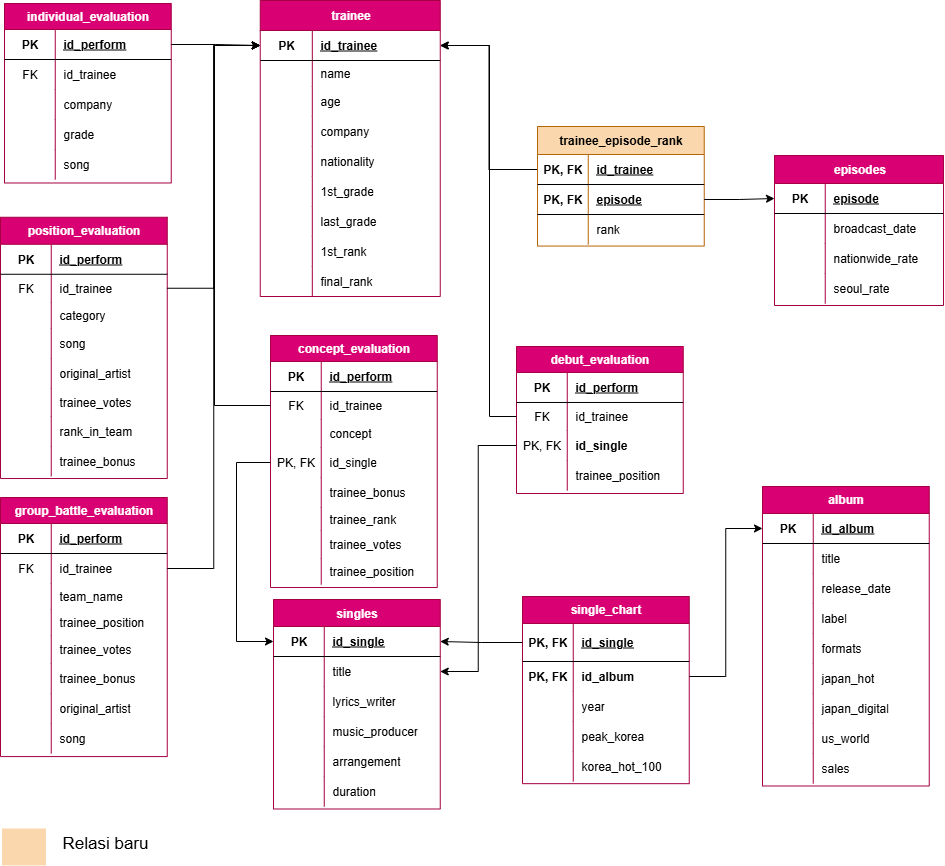 individual_evaluation
PK id_perform
FK id_trainee
company
grade
song
trainee
PK id_trainee
name
age
company
nationality
1st_grade
last_grade
1st_rank
final_rank
trainee_episode_rank
PK, FK id_trainee
PK, FK episode
rank
episodes
PK episode
broadcast_date
nationwide_rate
seoul_rate
position_evaluation
PK id_perform
FK id_trainee
category
song
original_artist
trainee_votes
rank_in_team
trainee_bonus
concept_evaluation
PK id_perform
FK id_trainee
concept
PK, FK id_single
trainee_bonus
trainee_rank
trainee_votes
trainee_position
debut_evaluation
PK id_perform
FK id_trainee
PK, FK id_single
trainee_position
group_battle_evaluation
PK id_perform
FK id_trainee
team_name
trainee_position
trainee_votes
trainee_bonus
original_artist
song
singles
PK id_single
title
lyrics_writer
music_producer
arrangement
duration
single_chart
PK, FK id_single
PK, FK id_album
year
peak_korea
korea_hot_100
album
PK id_album
title
release_date
label
formats
japan_hot
japan_digital
us_world
sales
Relasi baru